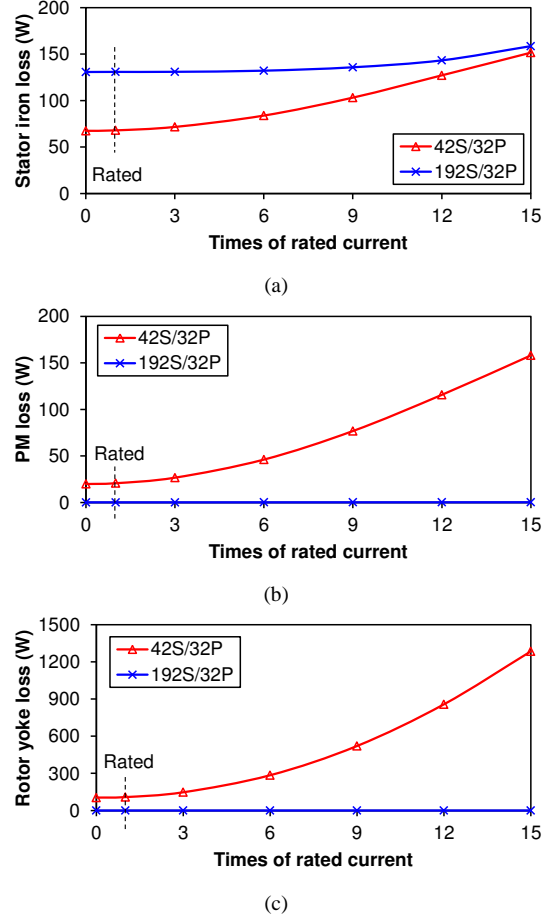 200
150
100
50
0
Stator iron loss (W)
Rated
42S/32P
192S/32P
0 3 6 9 12 15
Times of rated current
(a)
200
150
100
50
0
PM loss (W)
42S/32P
192S/32P
Rated
0 3 6 9 12 15
Times of rated current
(b)
1500
1200
900
600
300
0
Rotor yoke loss (W)
42S/32P
192S/32P
Rated
0 3 6 9 12 15
Times of rated current
(c)